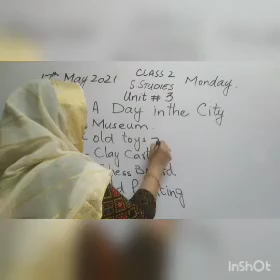 17th May 2021 CLASS 2 Monday.
S.STUDIES
Unit # 3
A Day In the City
Museum.
old toys
Clay
InShot